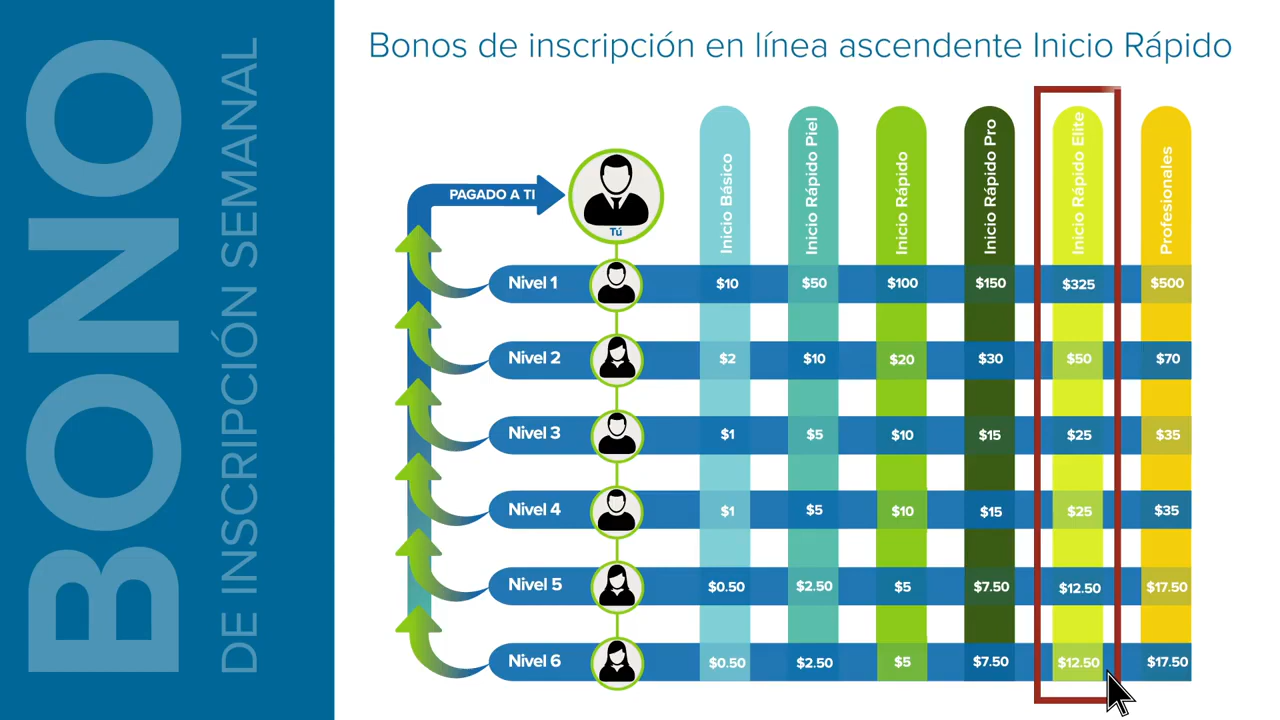 BONO
DE INSCRIPCIÓN SEMANAL
Bonos de inscripción en línea ascendente Inicio Rápido
PAGADO A TI
Tú
Inicio Básico
Inicio Rápido Piel
Inicio Rápido
Inicio Rápido Pro
Inicio Rápido Elite
Profesionales
Nivel 1 $10 $50 $100 $150 $325 $500
Nivel 2 $2 $10 $20 $30 $50 $70
Nivel 3 $1 $5 $10 $15 $25 $35
Nivel 4 $1 $5 $10 $15 $25 $35
Nivel 5 $0.50 $2.50 $5 $7.50 $12.50 $17.50
Nivel 6 $0.50 $2.50 $5 $7.50 $12.50 $17.50